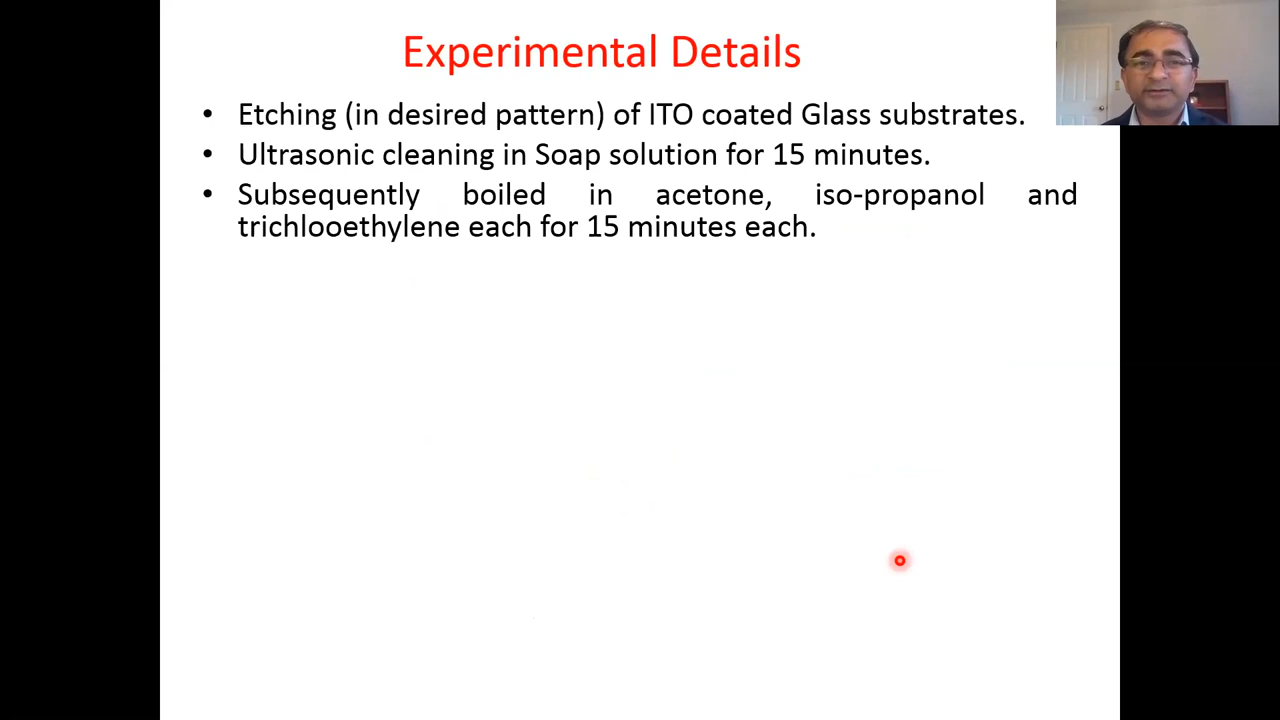 Experimental Details
• Etching (in desired pattern) of ITO coated Glass substrates.
• Ultrasonic cleaning in Soap solution for 15 minutes.
• Subsequently boiled in acetone, iso-propanol and
trichlooethylene each for 15 minutes each.